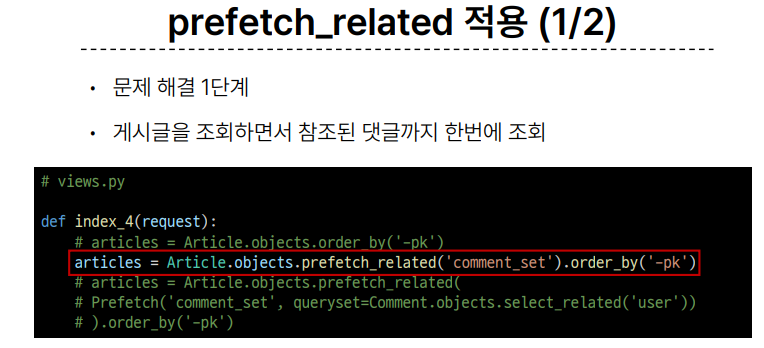 prefetch_related 적용 (1/2)
• 문제 해결 1단계
• 게시글을 조회하면서 참조된 댓글까지 한번에 조회
# views.py
def index_4(request):
# articles = Article.objects.order_by('-pk')
articles = Article.objects.prefetch_related('comment_set').order_by('-pk')
# articles = Article.objects.prefetch_related(
# Prefetch('comment_set', queryset=Comment.objects.select_related('user'))
# ).order_by('-pk')